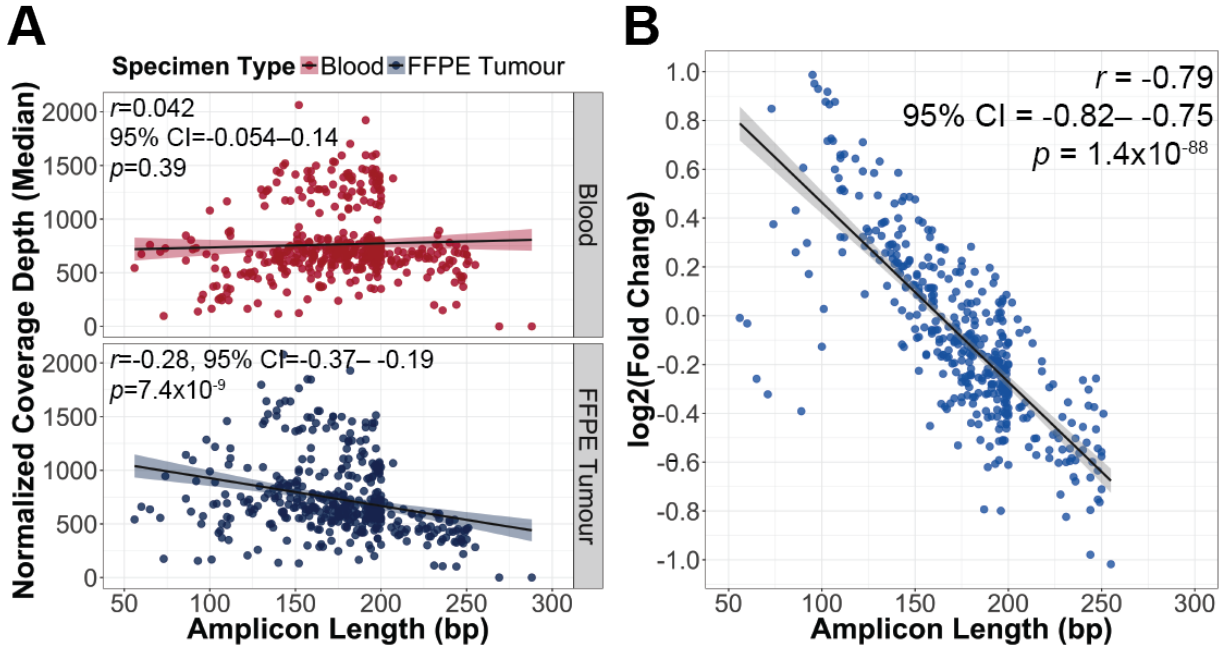 A
Specimen Type Blood FFPE Tumour
Normalized Coverage Depth (Median)
2000
1500
1000
500
0
r=0.042
95% CI=-0.054–0.14
p=0.39
Blood
2000
1500
1000
500
0
r=-0.28, 95% CI=-0.37– -0.19
p=7.4x10-9
FFPE Tumour
50 100 150 200 250 300
Amplicon Length (bp)
B
log2(Fold Change)
1.0
0.8
0.6
0.4
0.2
0.0
-0.2
-0.4
-0.6
-0.8
-1.0
r = -0.79
95% CI = -0.82– -0.75
p = 1.4x10-88
50 100 150 200 250 300
Amplicon Length (bp)